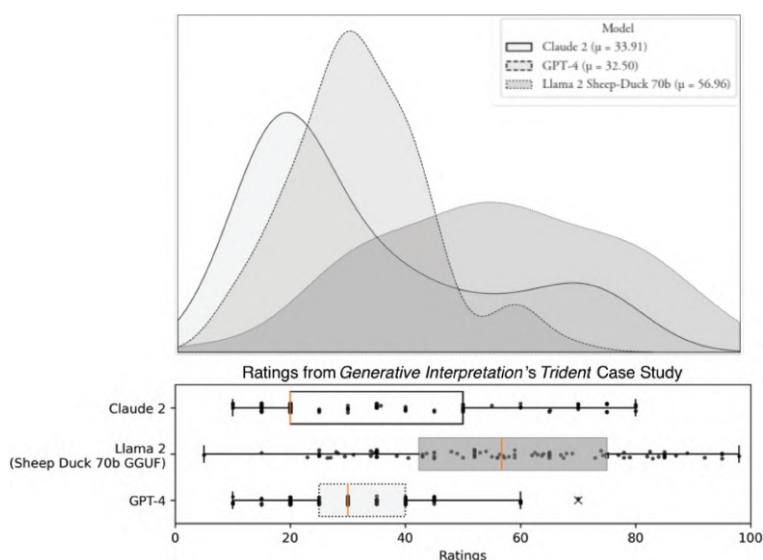 Model
Claude 2 (μ = 33.91)
GPT-4 (μ = 32.50)
Llama 2 Sheep-Duck 70b (μ = 56.96)
Ratings from Generative Interpretation's Trident Case Study
Claude 2
Llama 2
(Sheep Duck 70b GGUF)
GPT-4
0 20 40 60 80 100
Ratings